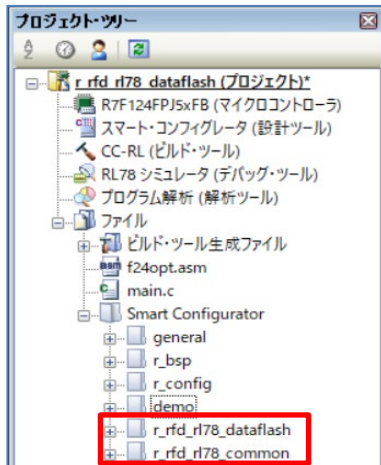 プロジェクト・ツリー
r_rfd_rl78_dataflash (プロジェクト)*
R7F124FPJ5xFB (マイクロコントローラ)
スマート・コンフィグレータ (設計ツール)
CC-RL (ビルド・ツール)
RL78 シミュレータ (デバッグ・ツール)
プログラム解析 (解析ツール)
ファイル
ビルド・ツール生成ファイル
asm f24opt.asm
main.c
Smart Configurator
general
r_bsp
r_config
demo
r_rfd_rl78_dataflash
r_rfd_rl78_common